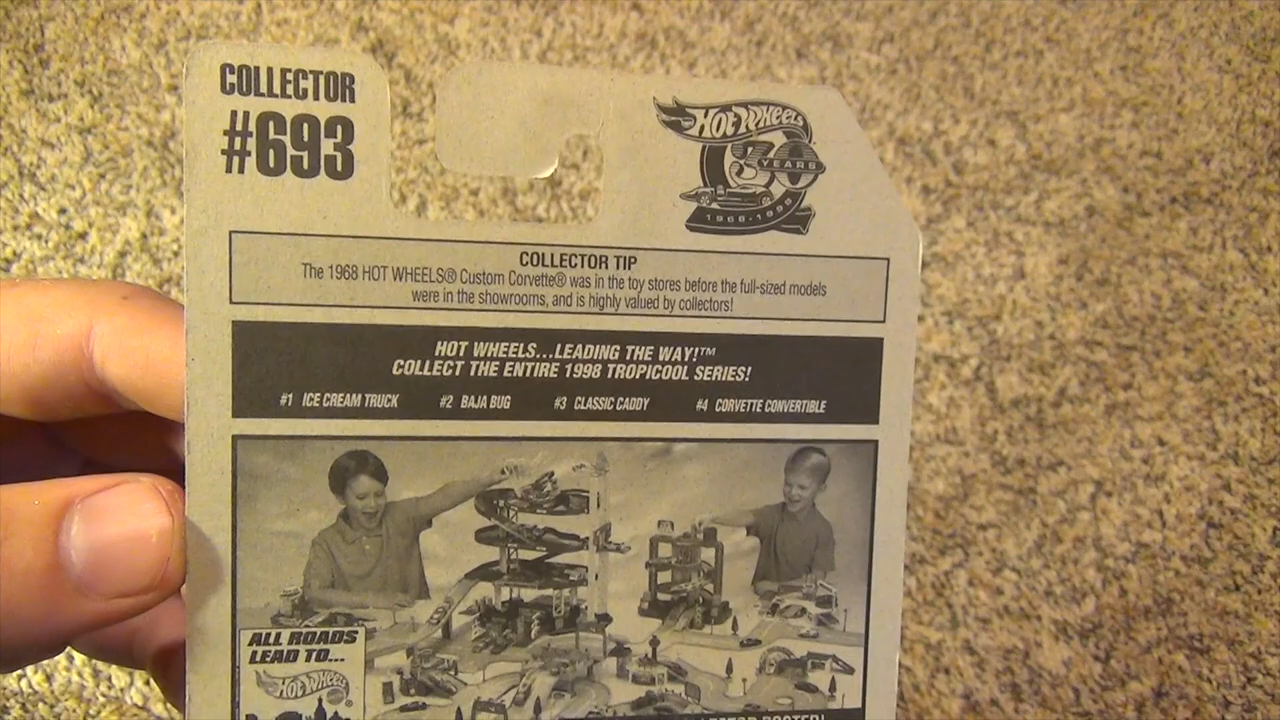 COLLECTOR
#693
HOT WHEELS
30
YEARS
1968-1998
COLLECTOR TIP
The 1968 HOT WHEELS® Custom Corvette® was in the toy stores before the full-sized models
were in the showrooms, and is highly valued by collectors!
HOT WHEELS...LEADING THE WAY!™
COLLECT THE ENTIRE 1998 TROPICOOL SERIES!
#1 ICE CREAM TRUCK #2 BAJA BUG #3 CLASSIC CADDY #4 CORVETTE CONVERTIBLE
ALL ROADS
LEAD TO...
HOT WHEELS®